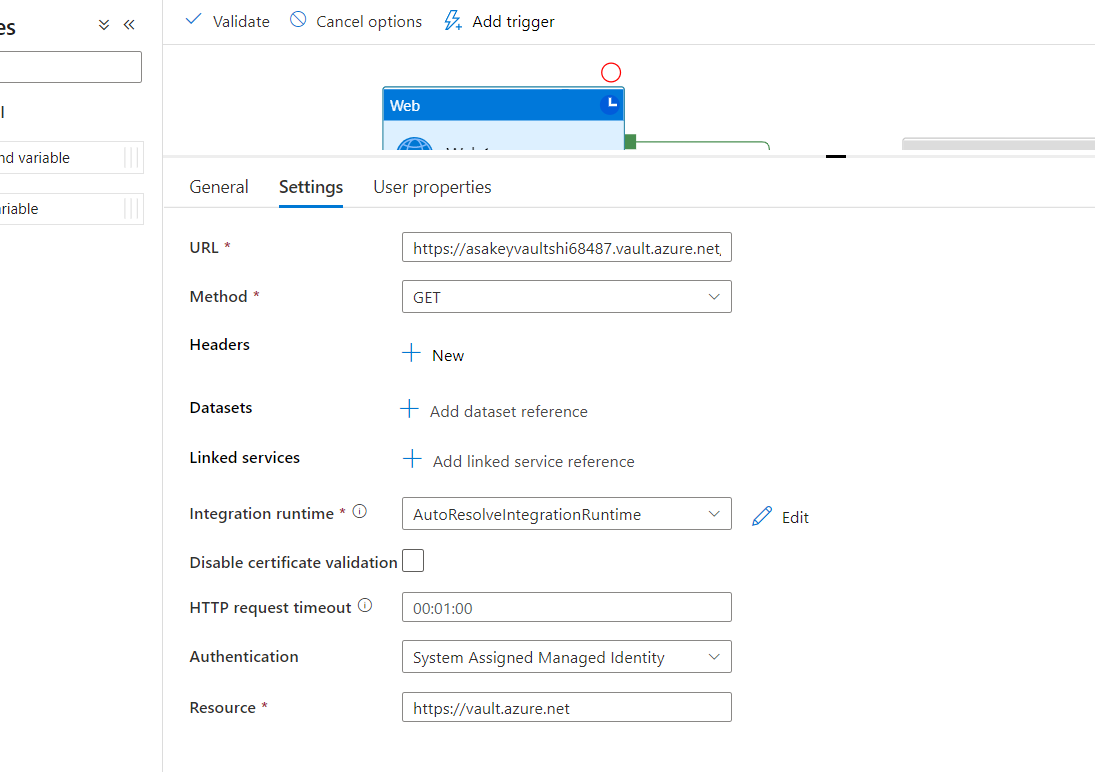 es
Validate Cancel options Add trigger
l
nd variable
riable
Web
General Settings User properties
URL *
https://asakeyvaultshi68487.vault.azure.net,
Method *
GET
Headers
New
Datasets
Add dataset reference
Linked services
Add linked service reference
Integration runtime *
AutoResolveIntegrationRuntime
Edit
Disable certificate validation
HTTP request timeout
00:01:00
Authentication
System Assigned Managed Identity
Resource *
https://vault.azure.net